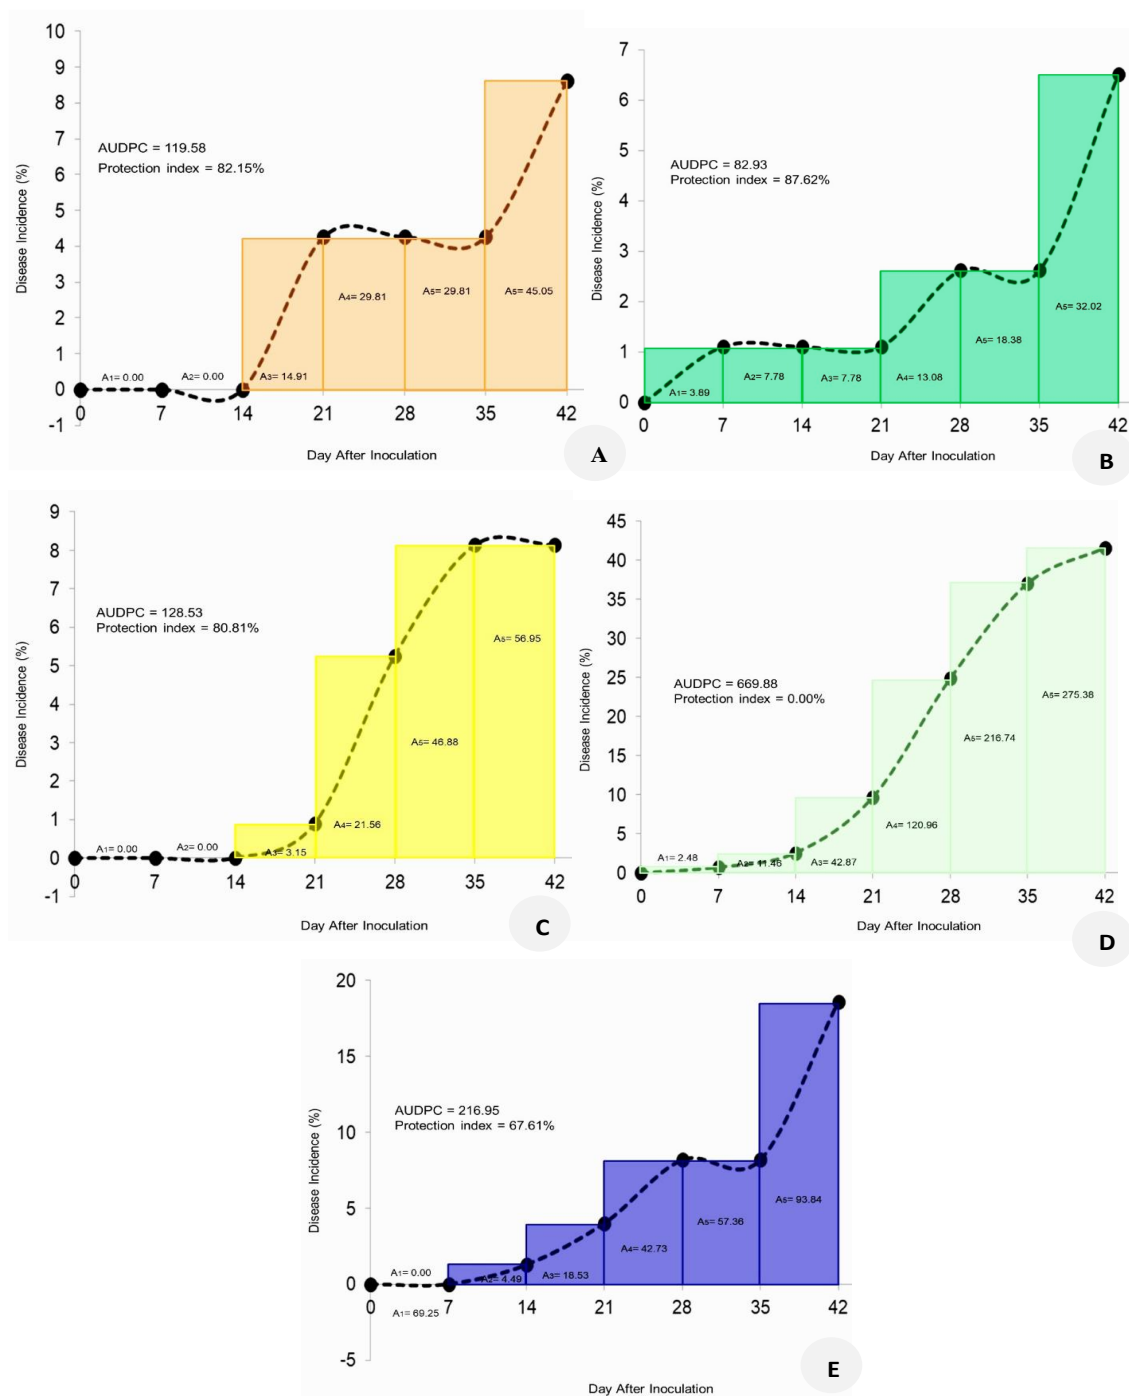 10
9
8
7
6
5
4
3
2
1
0
-1
Disease Incidence (%)
AUDPC = 119.58
Protection index = 82.15%
A1= 0.00
A2= 0.00
A3= 14.91
A4= 29.81
A5= 29.81
A5= 45.05
0 7 14 21 28 35 42
Day After Inoculation
A
7
6
5
4
3
2
1
0
Disease Incidence (%)
AUDPC = 82.93
Protection index = 87.62%
A1= 3.89
A2= 7.78
A3= 7.78
A4= 13.08
A5= 18.38
A5= 32.02
0 7 14 21 28 35 42
Day After Inoculation
B
9
8
7
6
5
4
3
2
1
0
-1
Disease Incidence (%)
AUDPC = 128.53
Protection index = 80.81%
A1= 0.00
A2= 0.00
A3= 3.15
A4= 21.56
A5= 46.88
A5= 56.95
0 7 14 21 28 35 42
Day After Inoculation
C
45
40
35
30
25
20
15
10
5
0
Disease Incidence (%)
AUDPC = 669.88
Protection index = 0.00%
A1= 2.48
A2= 11.46
A3= 42.87
A4= 120.96
A5= 216.74
A5= 275.38
0 7 14 21 28 35 42
Day After Inoculation
D
20
15
10
5
0
-5
Disease Incidence (%)
AUDPC = 216.95
Protection index = 67.61%
A1= 0.00
A2= 4.49
A3= 18.53
A4= 42.73
A5= 57.36
A5= 93.84
0 7 14 21 28 35 42
A1= 69.25
Day After Inoculation
E